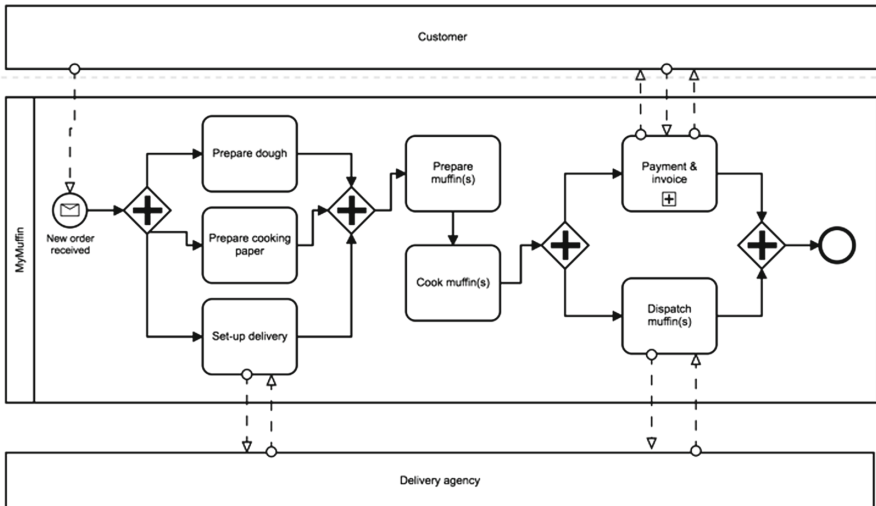 Customer
MyMuffin
New order
received
Prepare dough
Prepare cooking
paper
Set-up delivery
Prepare
muffin(s)
Cook muffin(s)
Payment &
invoice
Dispatch
muffin(s)
Delivery agency